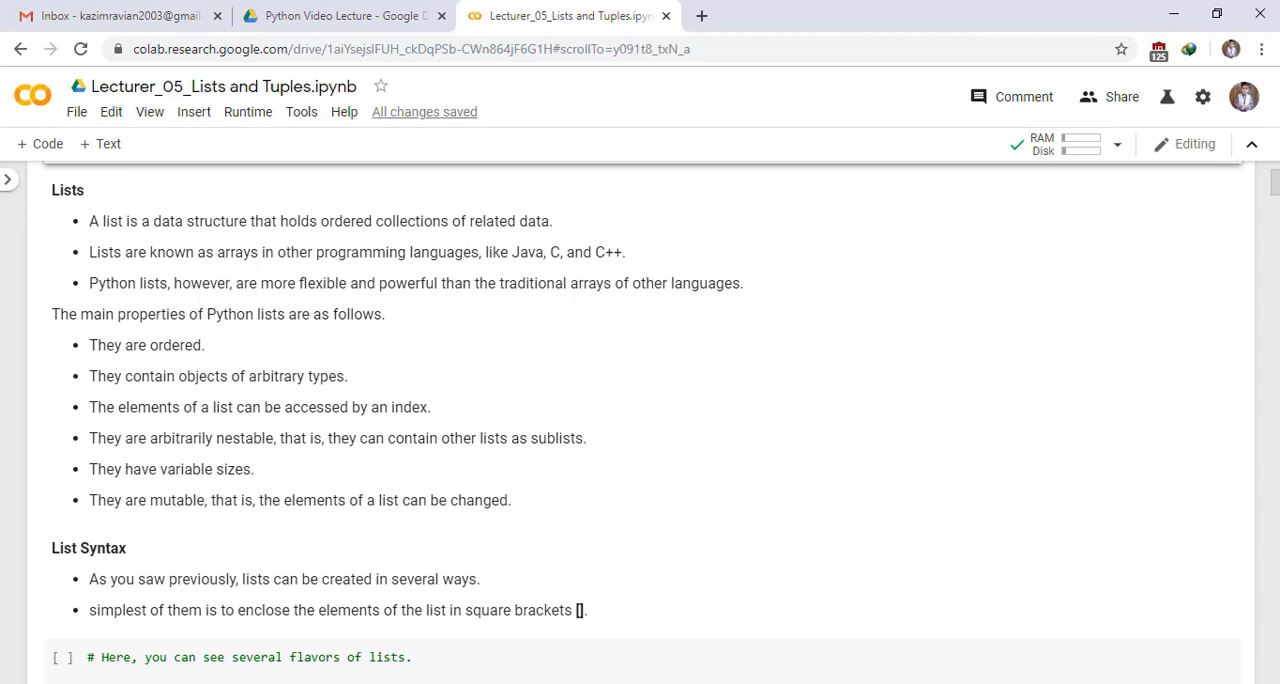 Inbox - kazimravian2003@gmail.
Python Video Lecture - Google D
Lecturer_05_Lists and Tuples.ipyn
colab.research.google.com/drive/1aiYsejslFUH_ckDqPSb-CWn864jF6G1H#scrollTo=y091t8_txN_a
125
Lecturer_05_Lists and Tuples.ipynb
Comment
Share
File Edit View Insert Runtime Tools Help All changes saved
+ Code + Text
RAM
Disk
Editing
Lists
• A list is a data structure that holds ordered collections of related data.
• Lists are known as arrays in other programming languages, like Java, C, and C++.
• Python lists, however, are more flexible and powerful than the traditional arrays of other languages.
The main properties of Python lists are as follows.
• They are ordered.
• They contain objects of arbitrary types.
• The elements of a list can be accessed by an index.
• They are arbitrarily nestable, that is, they can contain other lists as sublists.
• They have variable sizes.
• They are mutable, that is, the elements of a list can be changed.
List Syntax
• As you saw previously, lists can be created in several ways.
• simplest of them is to enclose the elements of the list in square brackets [].
[ ] # Here, you can see several flavors of lists.